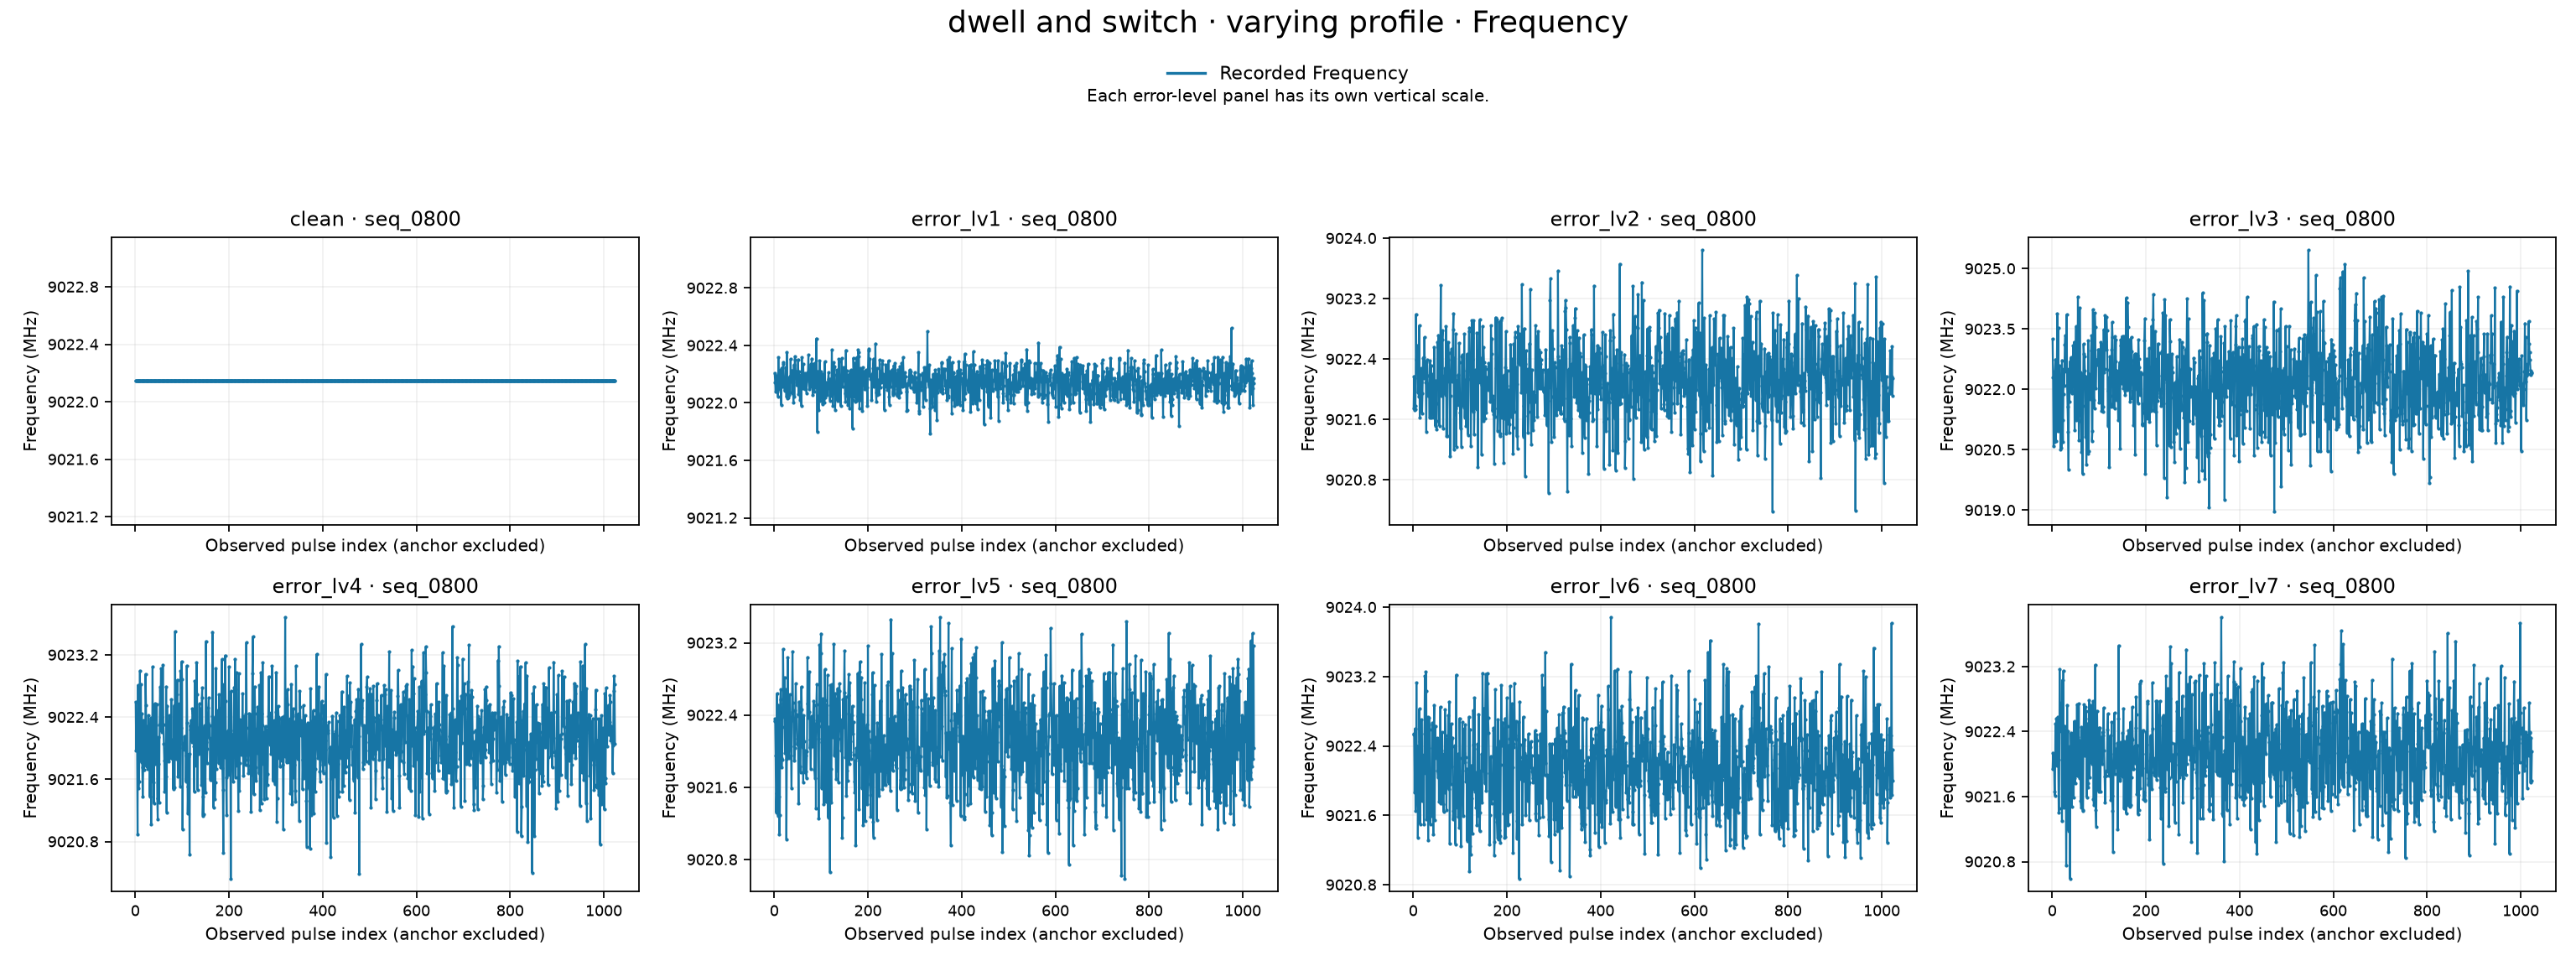 dwell and switch · varying profile · Frequency
Recorded Frequency
Each error-level panel has its own vertical scale.
clean · seq_0800
error_lv1 · seq_0800
error_lv2 · seq_0800
error_lv3 · seq_0800
Frequency (MHz)
9022.8
9022.4
9022.0
9021.6
9021.2
Observed pulse index (anchor excluded)
Frequency (MHz)
9022.8
9022.4
9022.0
9021.6
9021.2
Observed pulse index (anchor excluded)
Frequency (MHz)
9024.0
9023.2
9022.4
9021.6
9020.8
Observed pulse index (anchor excluded)
Frequency (MHz)
9025.0
9023.5
9022.0
9020.5
9019.0
Observed pulse index (anchor excluded)
error_lv4 · seq_0800
error_lv5 · seq_0800
error_lv6 · seq_0800
error_lv7 · seq_0800
Frequency (MHz)
9023.2
9022.4
9021.6
9020.8
0 200 400 600 800 1000
Observed pulse index (anchor excluded)
Frequency (MHz)
9023.2
9022.4
9021.6
9020.8
0 200 400 600 800 1000
Observed pulse index (anchor excluded)
Frequency (MHz)
9024.0
9023.2
9022.4
9021.6
9020.8
0 200 400 600 800 1000
Observed pulse index (anchor excluded)
Frequency (MHz)
9023.2
9022.4
9021.6
9020.8
0 200 400 600 800 1000
Observed pulse index (anchor excluded)